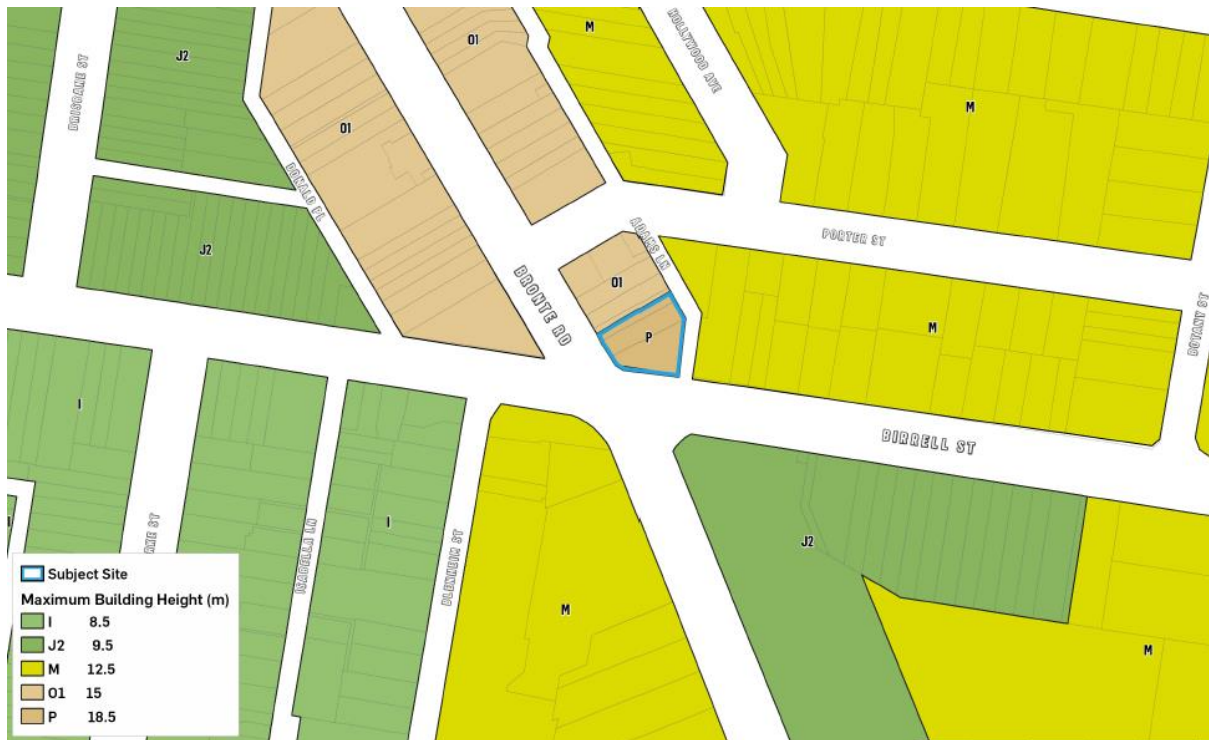 J2
O1
M
HOLLYWOOD AVE
BRISBANE ST
M
O1
DONALD PL
J2
ADAMS LN
PORTER ST
O1
BRONTE RD
P
M
BOTANY ST
I
BIRRELL ST
I
J2
ISABELLA LN
BLENHEIM ST
M
M
Subject Site
Maximum Building Height (m)
I 8.5
J2 9.5
M 12.5
O1 15
P 18.5